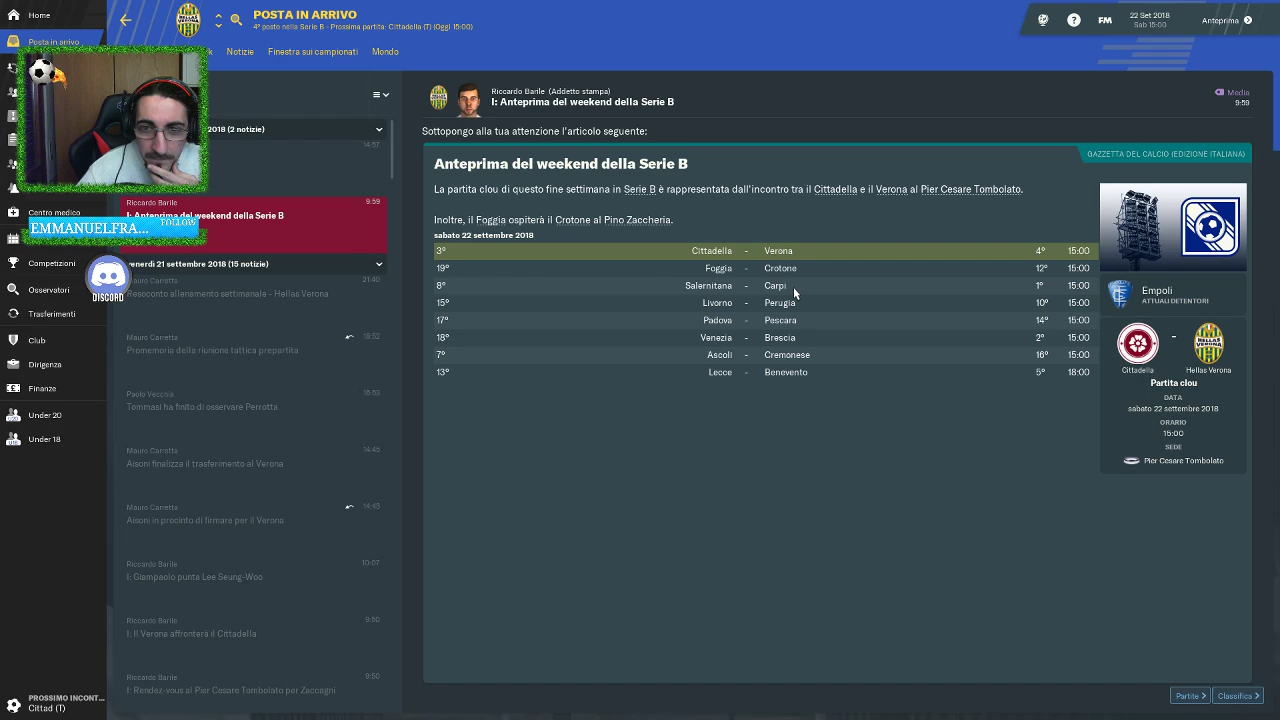 Home
POSTA IN ARRIVO
4° posto nella Serie B - Prossima partita: Cittadella (T) (Oggi 15:00)
FM
22 Set 2018
Sab 15:00
Anteprima
Posta in arrivo
Notizie
Finestra sui campionati
Mondo
2018 (2 notizie)
14:57
Riccardo Barile
9:59
I: Anteprima del weekend della Serie B
venerdì 21 settembre 2018 (15 notizie)
Mauro Carretta
21:40
Resoconto allenamento settimanale - Hellas Verona
Mauro Carretta
18:52
Promemoria della riunione tattica prepartita
Paolo Vecchia
16:53
Tommasi ha finito di osservare Perrotta
Mauro Carretta
14:45
Aisoni finalizza il trasferimento al Verona
Mauro Carretta
14:43
Aisoni in procinto di firmare per il Verona
Riccardo Barile
10:07
I: Giampaolo punta Lee Seung-Woo
Riccardo Barile
9:50
I: Il Verona affronterà il Cittadella
Riccardo Barile
9:50
I: Rendez-vous al Pier Cesare Tombolato per Zaccagni
Centro medico
EMMANUELFRA...
FOLLOW
Competizioni
DISCORD
Osservatori
Trasferimenti
Club
Dirigenza
Finanze
Under 20
Under 18
PROSSIMO INCONT...
Cittad (T)
Riccardo Barile (Addetto stampa)
I: Anteprima del weekend della Serie B
Media
9:59
Sottopongo alla tua attenzione l'articolo seguente:
Anteprima del weekend della Serie B
GAZZETTA DEL CALCIO (EDIZIONE ITALIANA)
La partita clou di questo fine settimana in Serie B è rappresentata dall'incontro tra il Cittadella e il Verona al Pier Cesare Tombolato.
Inoltre, il Foggia ospiterà il Crotone al Pino Zaccheria.
sabato 22 settembre 2018
3° Cittadella - Verona 4° 15:00
19° Foggia - Crotone 12° 15:00
8° Salernitana - Carpi 1° 15:00
15° Livorno - Perugia 10° 15:00
17° Padova - Pescara 14° 15:00
18° Venezia - Brescia 2° 15:00
7° Ascoli - Cremonese 16° 15:00
13° Lecce - Benevento 5° 18:00
Empoli
ATTUALI DETENTORI
Cittadella
-
Hellas Verona
Partita clou
DATA
sabato 22 settembre 2018
ORARIO
15:00
SEDE
Pier Cesare Tombolato
Partite
Classifica